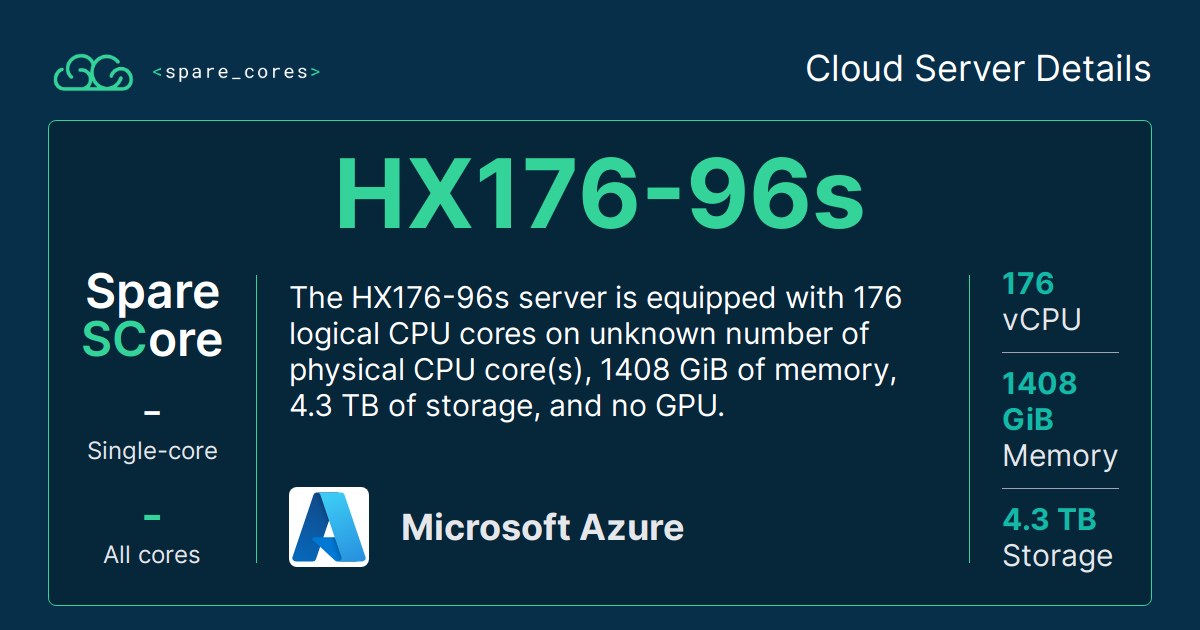 <spare_cores>
Cloud Server Details
HX176-96s
Spare
SCore
–
Single-core
–
All cores
The HX176-96s server is equipped with 176
logical CPU cores on unknown number of
physical CPU core(s), 1408 GiB of memory,
4.3 TB of storage, and no GPU.
Microsoft Azure
176
vCPU
1408
GiB
Memory
4.3 TB
Storage